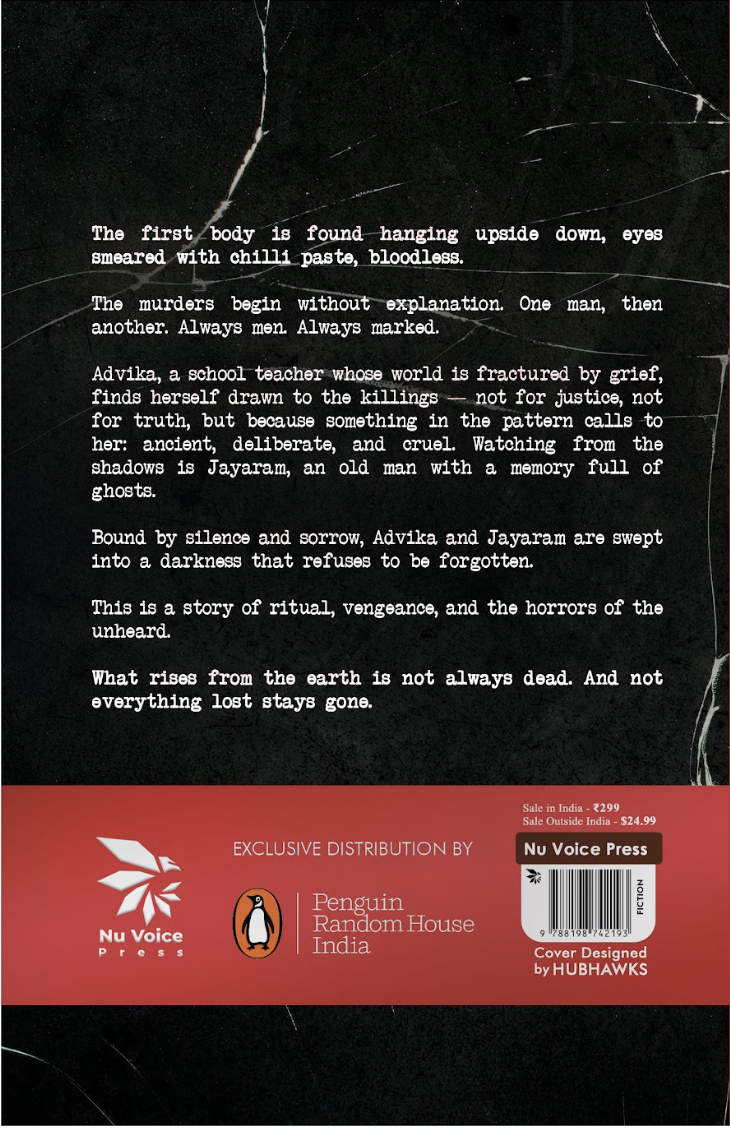 The first body is found hanging upside down, eyes
smeared with chilli paste, bloodless.
The murders begin without explanation. One man, then
another. Always men. Always marked.
Advika, a school teacher whose world is fractured by grief,
finds herself drawn to the killings — not for justice, not
for truth, but because something in the pattern calls to
her: ancient, deliberate, and cruel. Watching from the
shadows is Jayaram, an old man with a memory full of
ghosts.
Bound by silence and sorrow, Advika and Jayaram are swept
into a darkness that refuses to be forgotten.
This is a story of ritual, vengeance, and the horrors of the
unheard.
What rises from the earth is not always dead. And not
everything lost stays gone.
Nu Voice
Press
EXCLUSIVE DISTRIBUTION BY
Penguin
Random House
India
Sale in India - ₹299
Sale Outside India - $24.99
Nu Voice Press
FICTION
9 788198 742193
Cover Designed
by HUBHAWKS